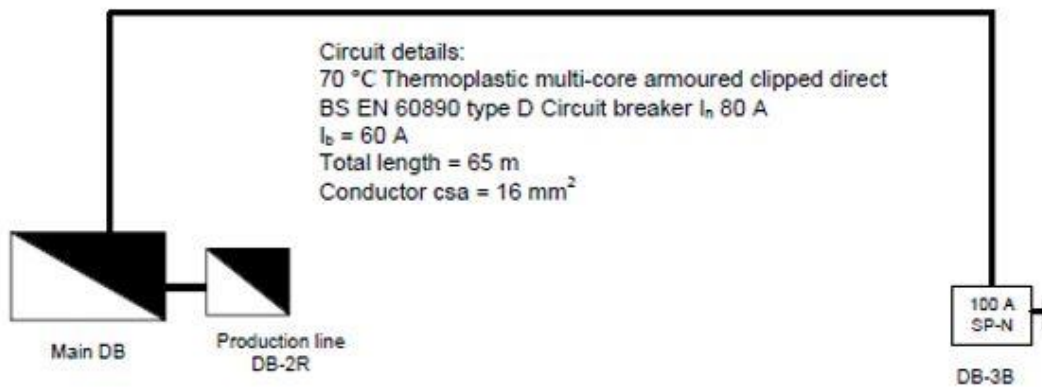 Circuit details:
70 °C Thermoplastic multi-core armoured clipped direct
BS EN 60890 type D Circuit breaker Iₙ 80 A
I_b = 60 A
Total length = 65 m
Conductor csa = 16 mm²
Main DB
Production line
DB-2R
100 A
SP-N
DB-3B